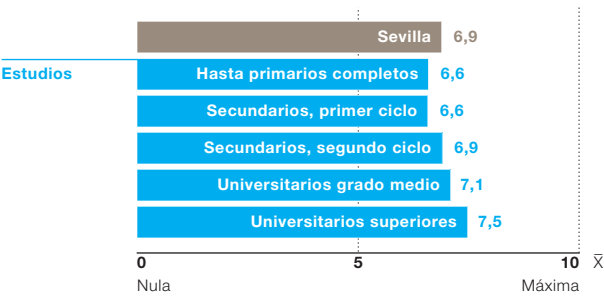 Sevilla 6,9
Estudios Hasta primarios completos 6,6
Secundarios, primer ciclo 6,6
Secundarios, segundo ciclo 6,9
Universitarios grado medio 7,1
Universitarios superiores 7,5
0 5 10 X̅
Nula Máxima